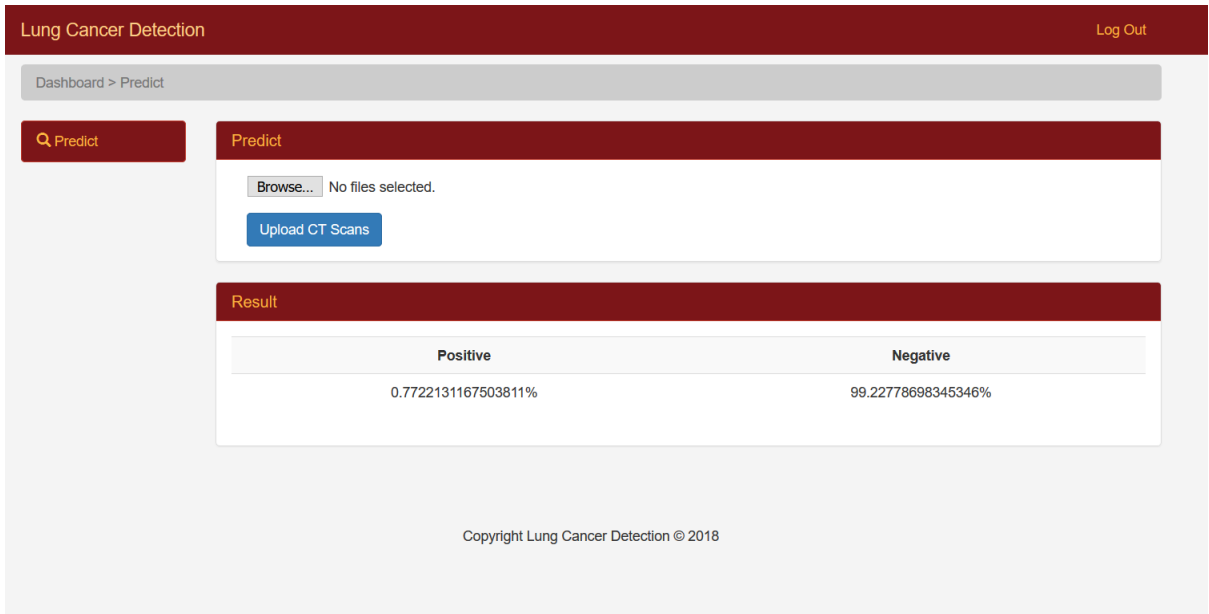 Lung Cancer Detection Log Out
Dashboard > Predict
Predict
Predict
Browse... No files selected.
Upload CT Scans
Result
Positive Negative
0.7722131167503811% 99.22778698345346%
Copyright Lung Cancer Detection © 2018